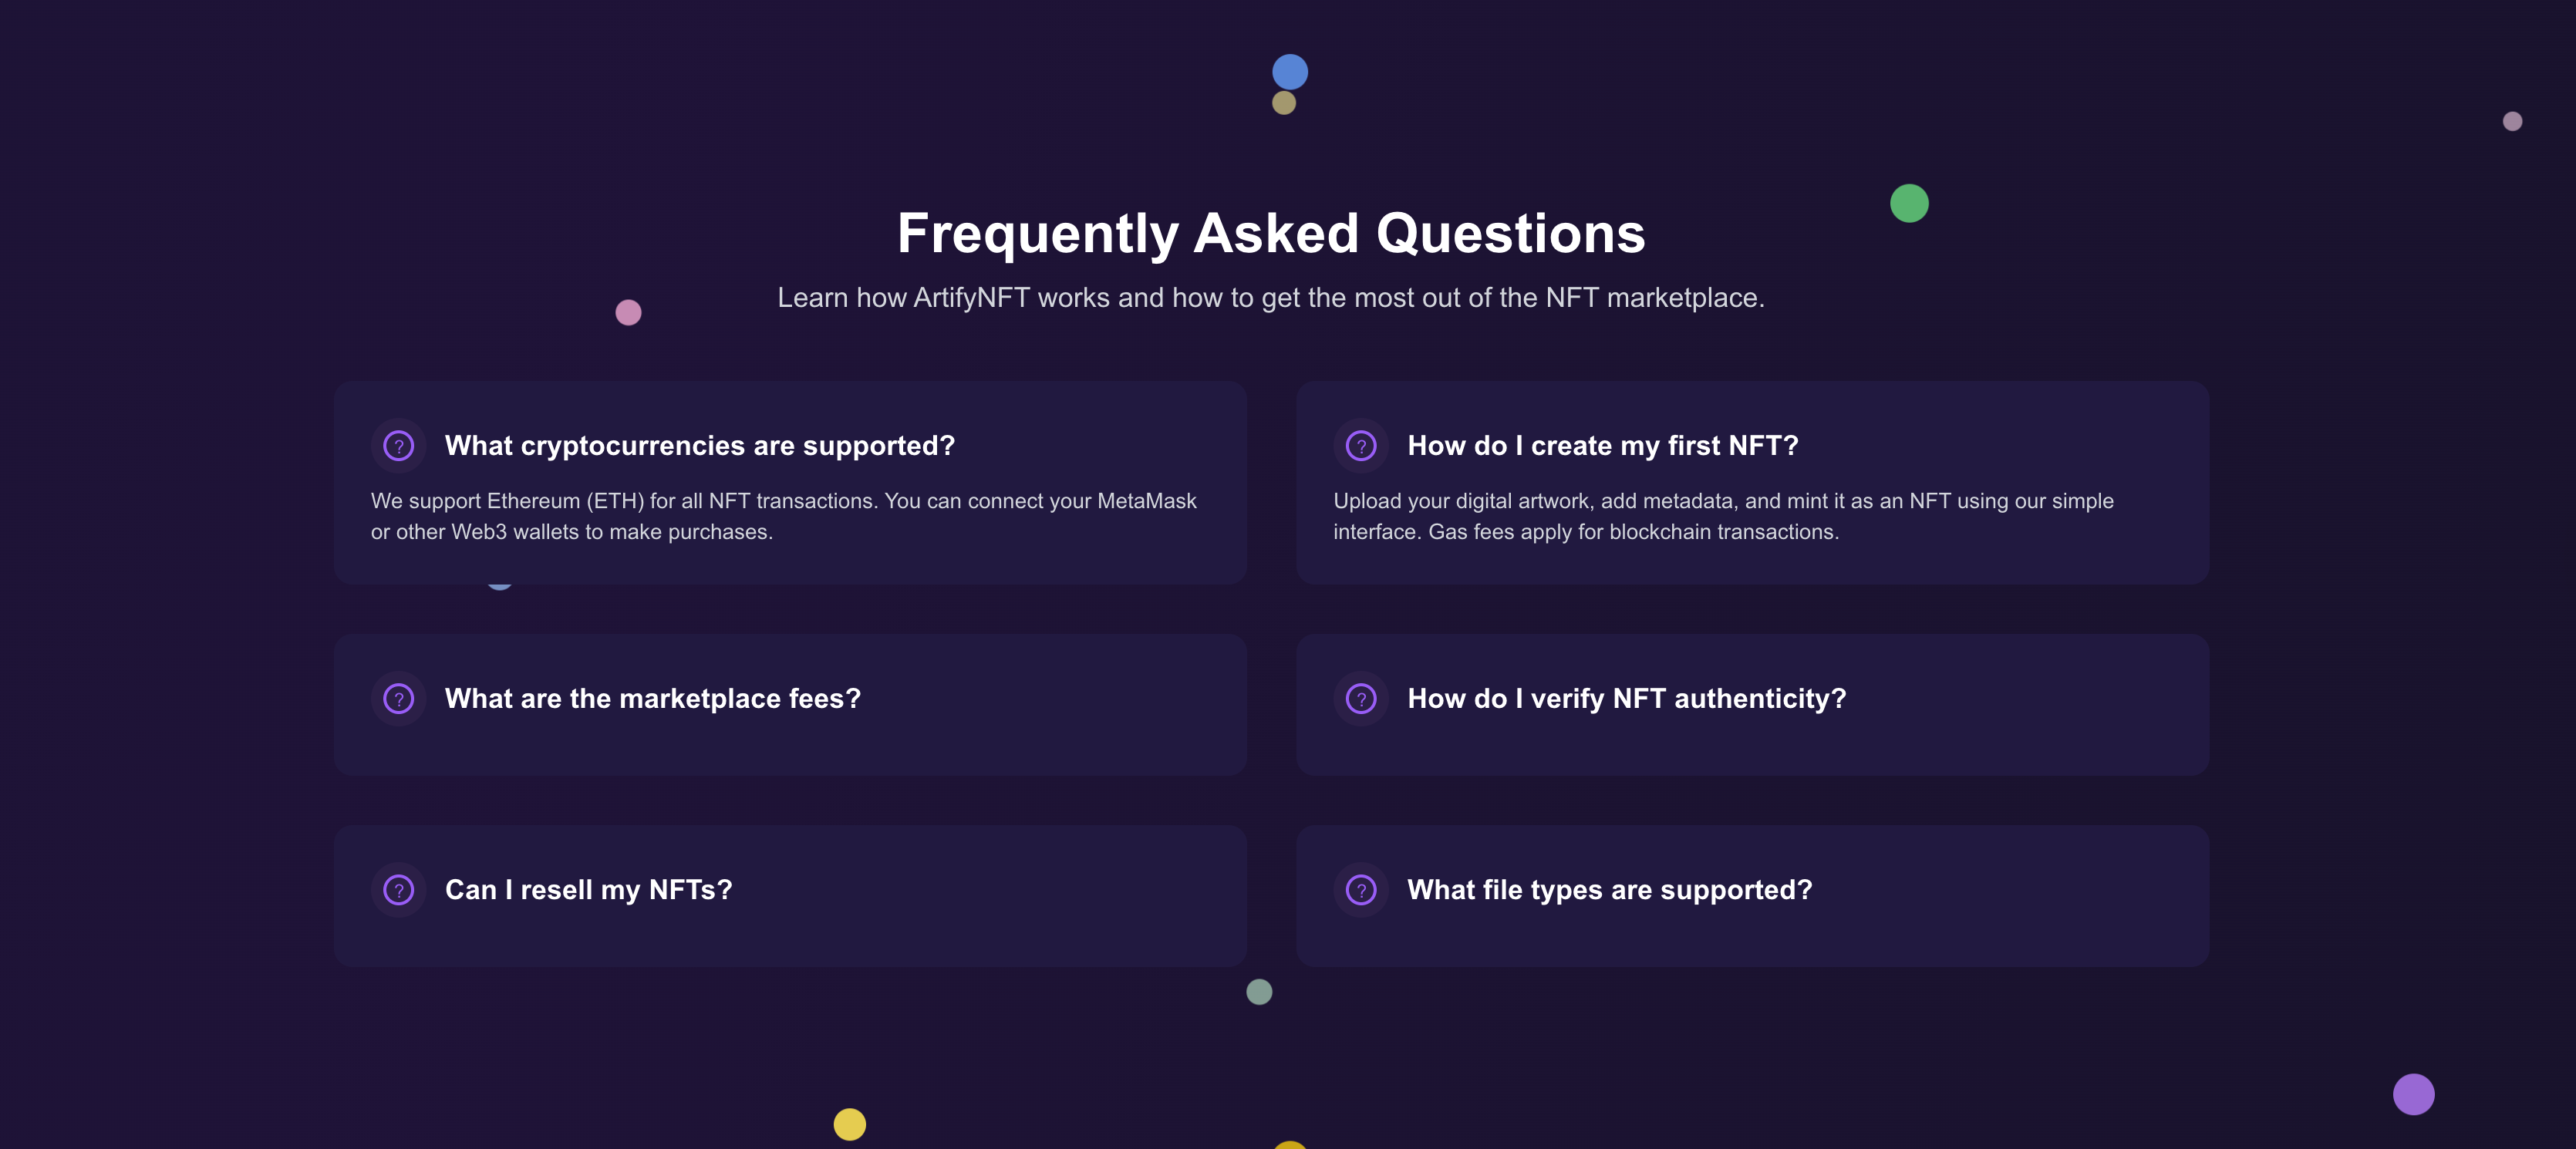 Frequently Asked Questions
Learn how ArtifyNFT works and how to get the most out of the NFT marketplace.
? What cryptocurrencies are supported?
We support Ethereum (ETH) for all NFT transactions. You can connect your MetaMask
or other Web3 wallets to make purchases.
? How do I create my first NFT?
Upload your digital artwork, add metadata, and mint it as an NFT using our simple
interface. Gas fees apply for blockchain transactions.
? What are the marketplace fees?
? How do I verify NFT authenticity?
? Can I resell my NFTs?
? What file types are supported?